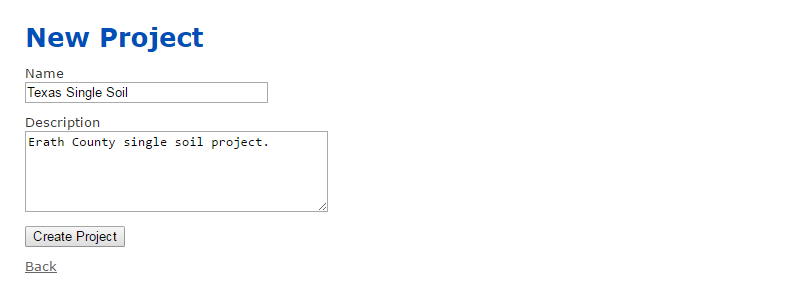 New Project
Name
Texas Single Soil
Description
Erath County single soil project.
Create Project
Back